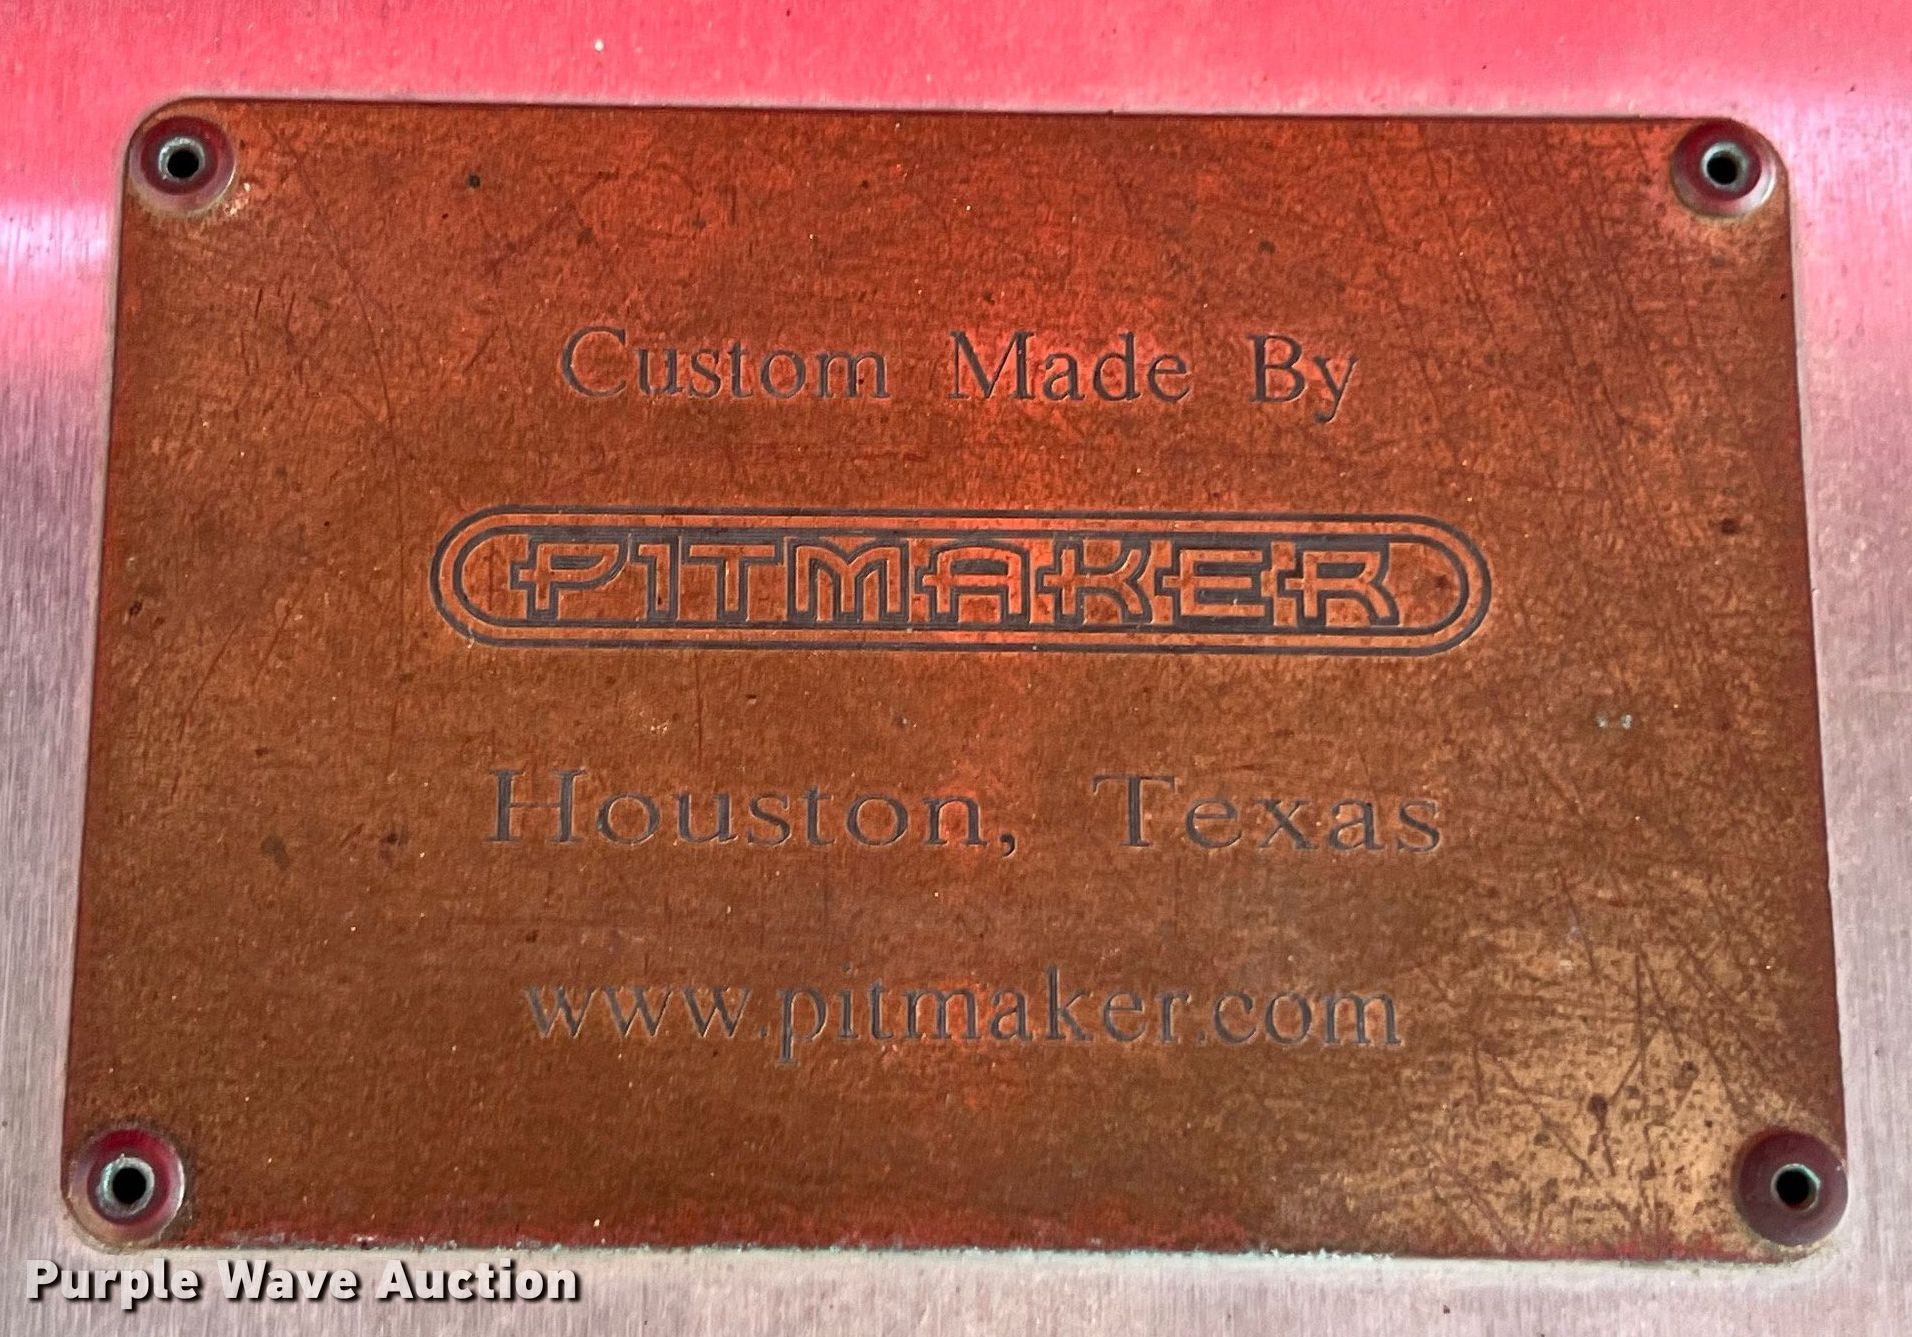 Custom Made By
PITMAKER
Houston, Texas
www.pitmaker.com
Purple Wave Auction